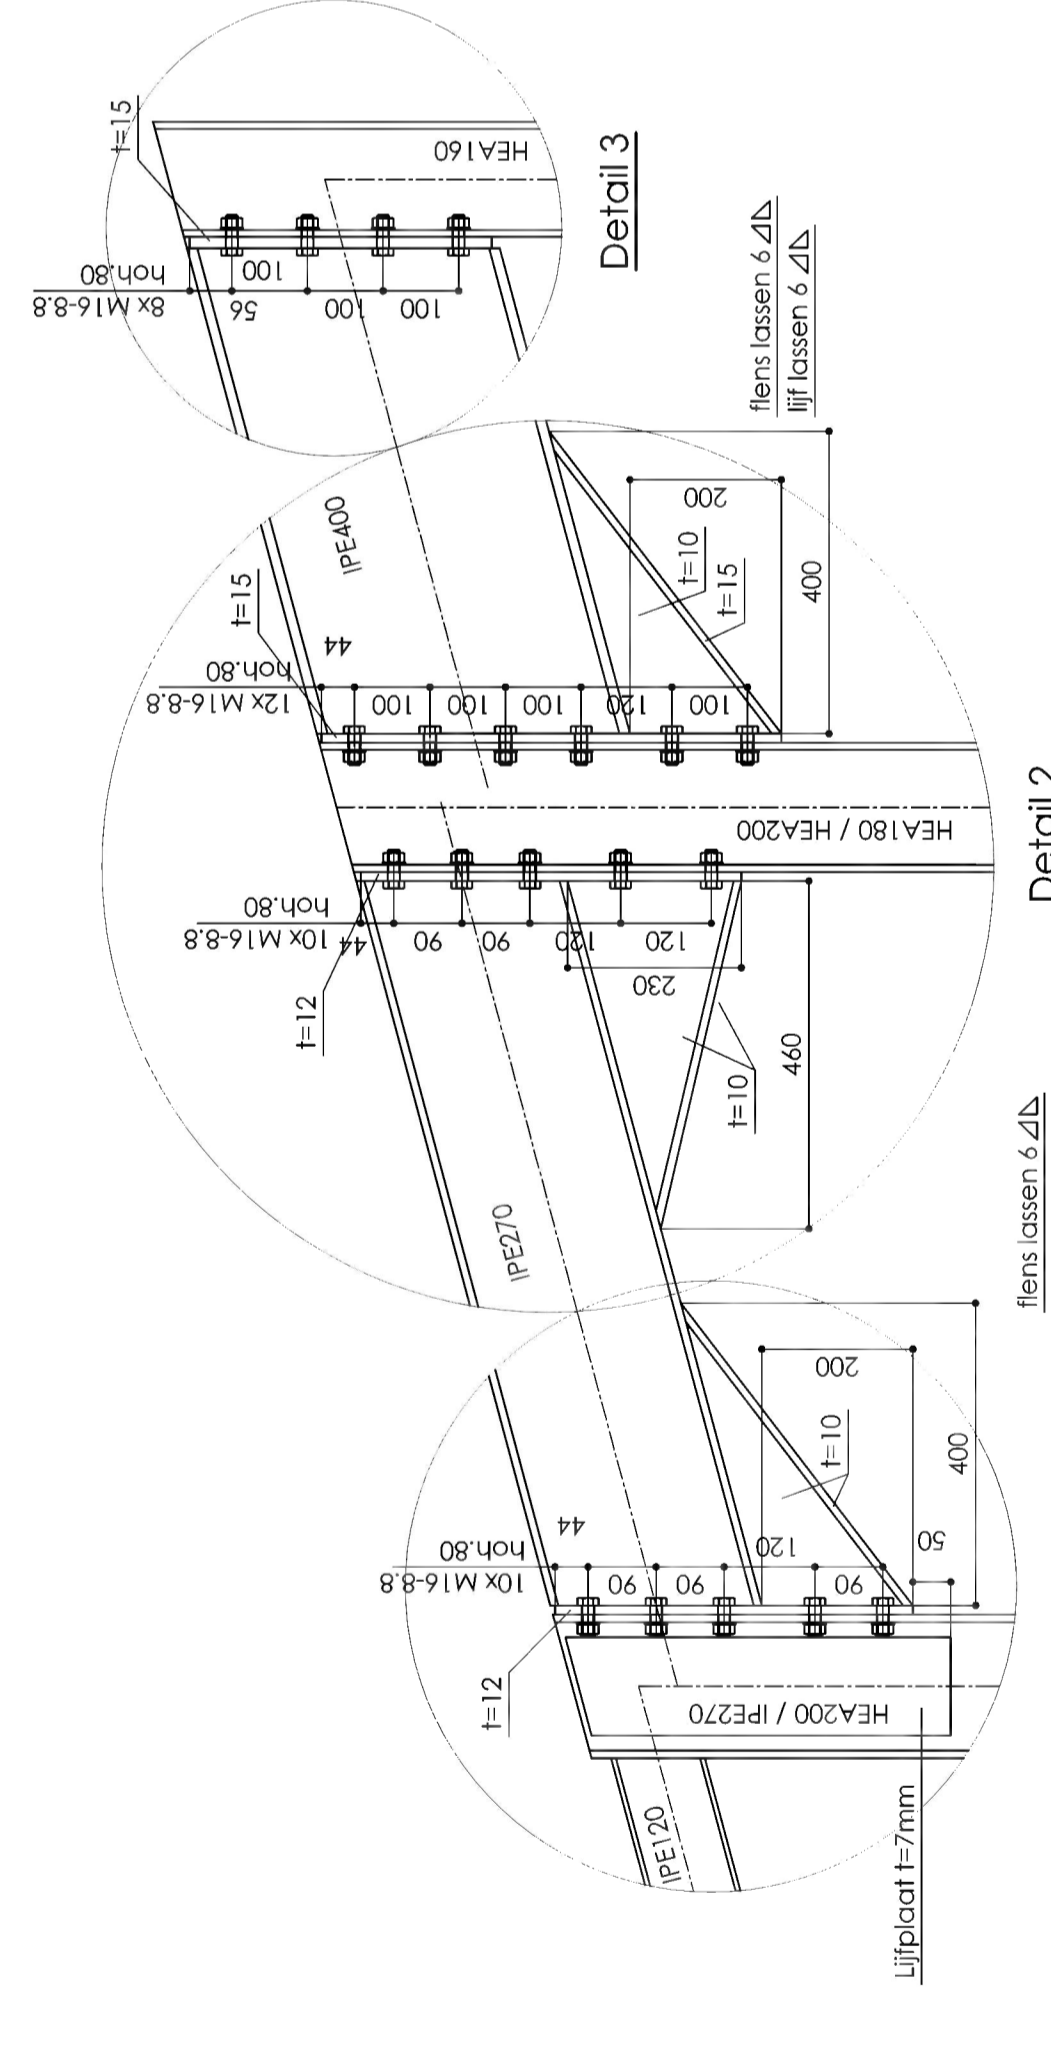 t=15
HEA160
8x M16-8.8
hoh.80
56
100
100
100
Detail 3
flens lassen 6
lijf lassen 6
IPE400
t=15
44
12x M16-8.8
hoh.80
100
100
100
120
100
200
400
t=10
t=15
HEA180 / HEA200
Detail 2
10x M16-8.8
hoh.80
44
90
90
120
120
230
t=12
460
t=10
IPE270
flens lassen 6
10x M16-8.8
hoh.80
44
90
90
120
90
200
400
50
t=10
t=12
HEA200 / IPE270
IPE120
Lijfplaat t=7mm